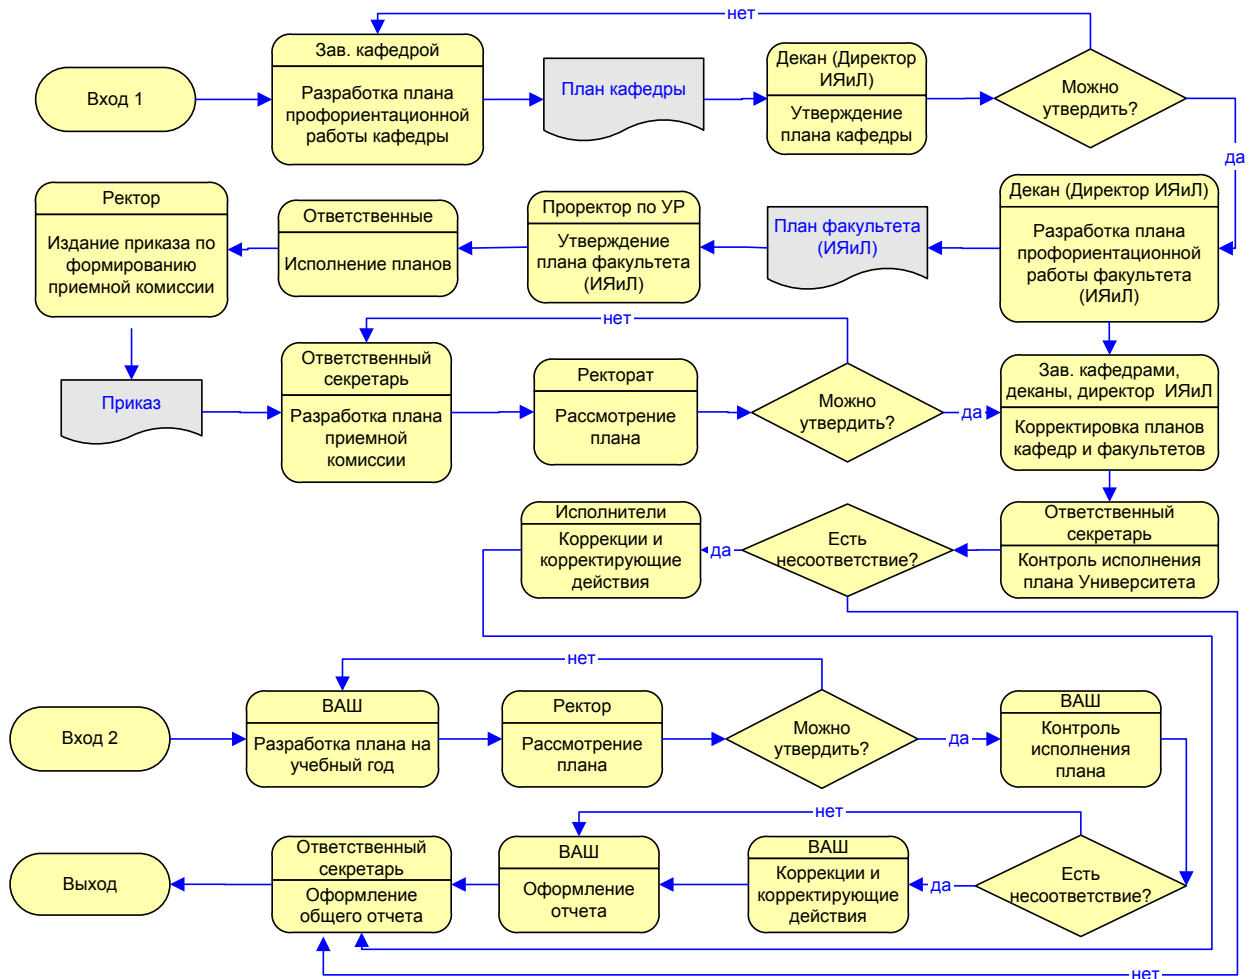 нет
Зав. кафедрой
Разработка плана
профориентационной
работы кафедры
Вход 1
План кафедры
Декан (Директор
ИЯиЛ)
Утверждение
плана кафедры
Можно
утвердить?
да
Ректор
Издание приказа по
формированию
приемной комиссии
Ответственные
Исполнение планов
Проректор по УР
Утверждение
плана факультета
(ИЯиЛ)
План факультета
(ИЯиЛ)
Декан (Директор ИЯиЛ)
Разработка плана
профориентационной
работы факультета
(ИЯиЛ)
нет
Приказ
Ответственный
секретарь
Разработка плана
приемной
комиссии
Ректорат
Рассмотрение
плана
Можно
утвердить?
да
Зав. кафедрами,
деканы, директор ИЯиЛ
Корректировка планов
кафедр и факультетов
Исполнители
Коррекции и
корректирующие
действия
да
Есть
несоответствие?
Ответственный
секретарь
Контроль исполнения
плана Университета
нет
Вход 2
ВАШ
Разработка плана на
учебный год
Ректор
Рассмотрение
плана
Можно
утвердить?
да
ВАШ
Контроль
исполнения
плана
нет
Выход
Ответственный
секретарь
Оформление
общего отчета
ВАШ
Оформление
отчета
ВАШ
Коррекции и
корректирующие
действия
да
Есть
несоответствие?
нет